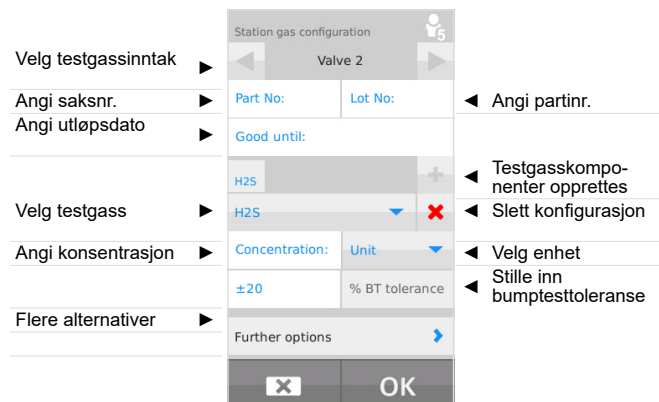 Station gas configuration
5
Velg testgassinntak
Valve 2
Angi saksnr.
Part No:
Lot No:
Angi partinr.
Angi utløpsdato
Good until:
H2S
Testgasskompo-
nenter opprettes
Velg testgass
H2S
Slett konfigurasjon
Angi konsentrasjon
Concentration:
Unit
Velg enhet
±20
% BT tolerance
Stille inn
bumptesttoleranse
Flere alternativer
Further options
OK